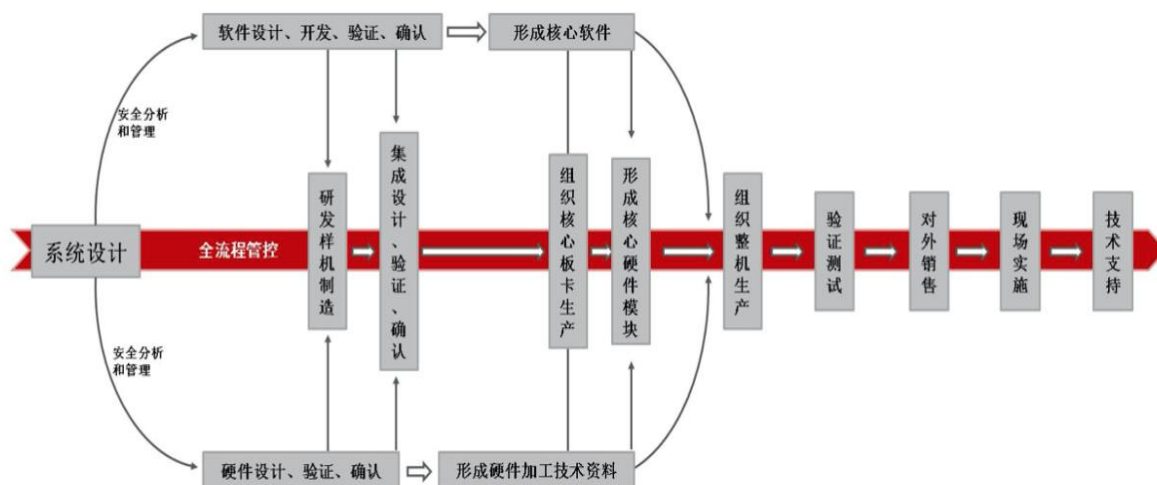 软件设计、开发、验证、确认
形成核心软件
安全分析
和管理
系统设计
全流程管控
研发样机制造
集成设计、验证、确认
组织核心板卡生产
形成核心硬件模块
组织整机生产
验证测试
对外销售
现场实施
技术支持
安全分析
和管理
硬件设计、验证、确认
形成硬件加工技术资料